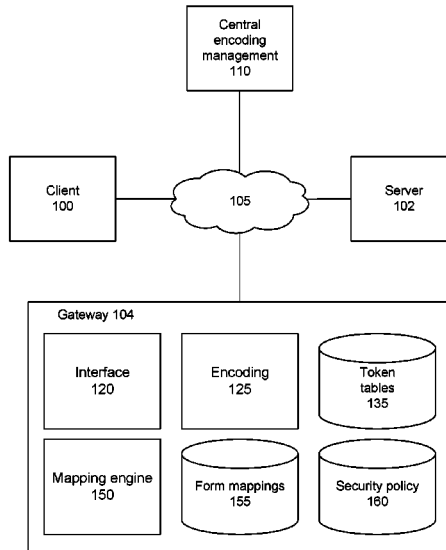 Central
encoding
management
110
Client
100
105
Server
102
Gateway 104
Interface
120
Encoding
125
Token
tables
135
Mapping engine
150
Form mappings
155
Security policy
160